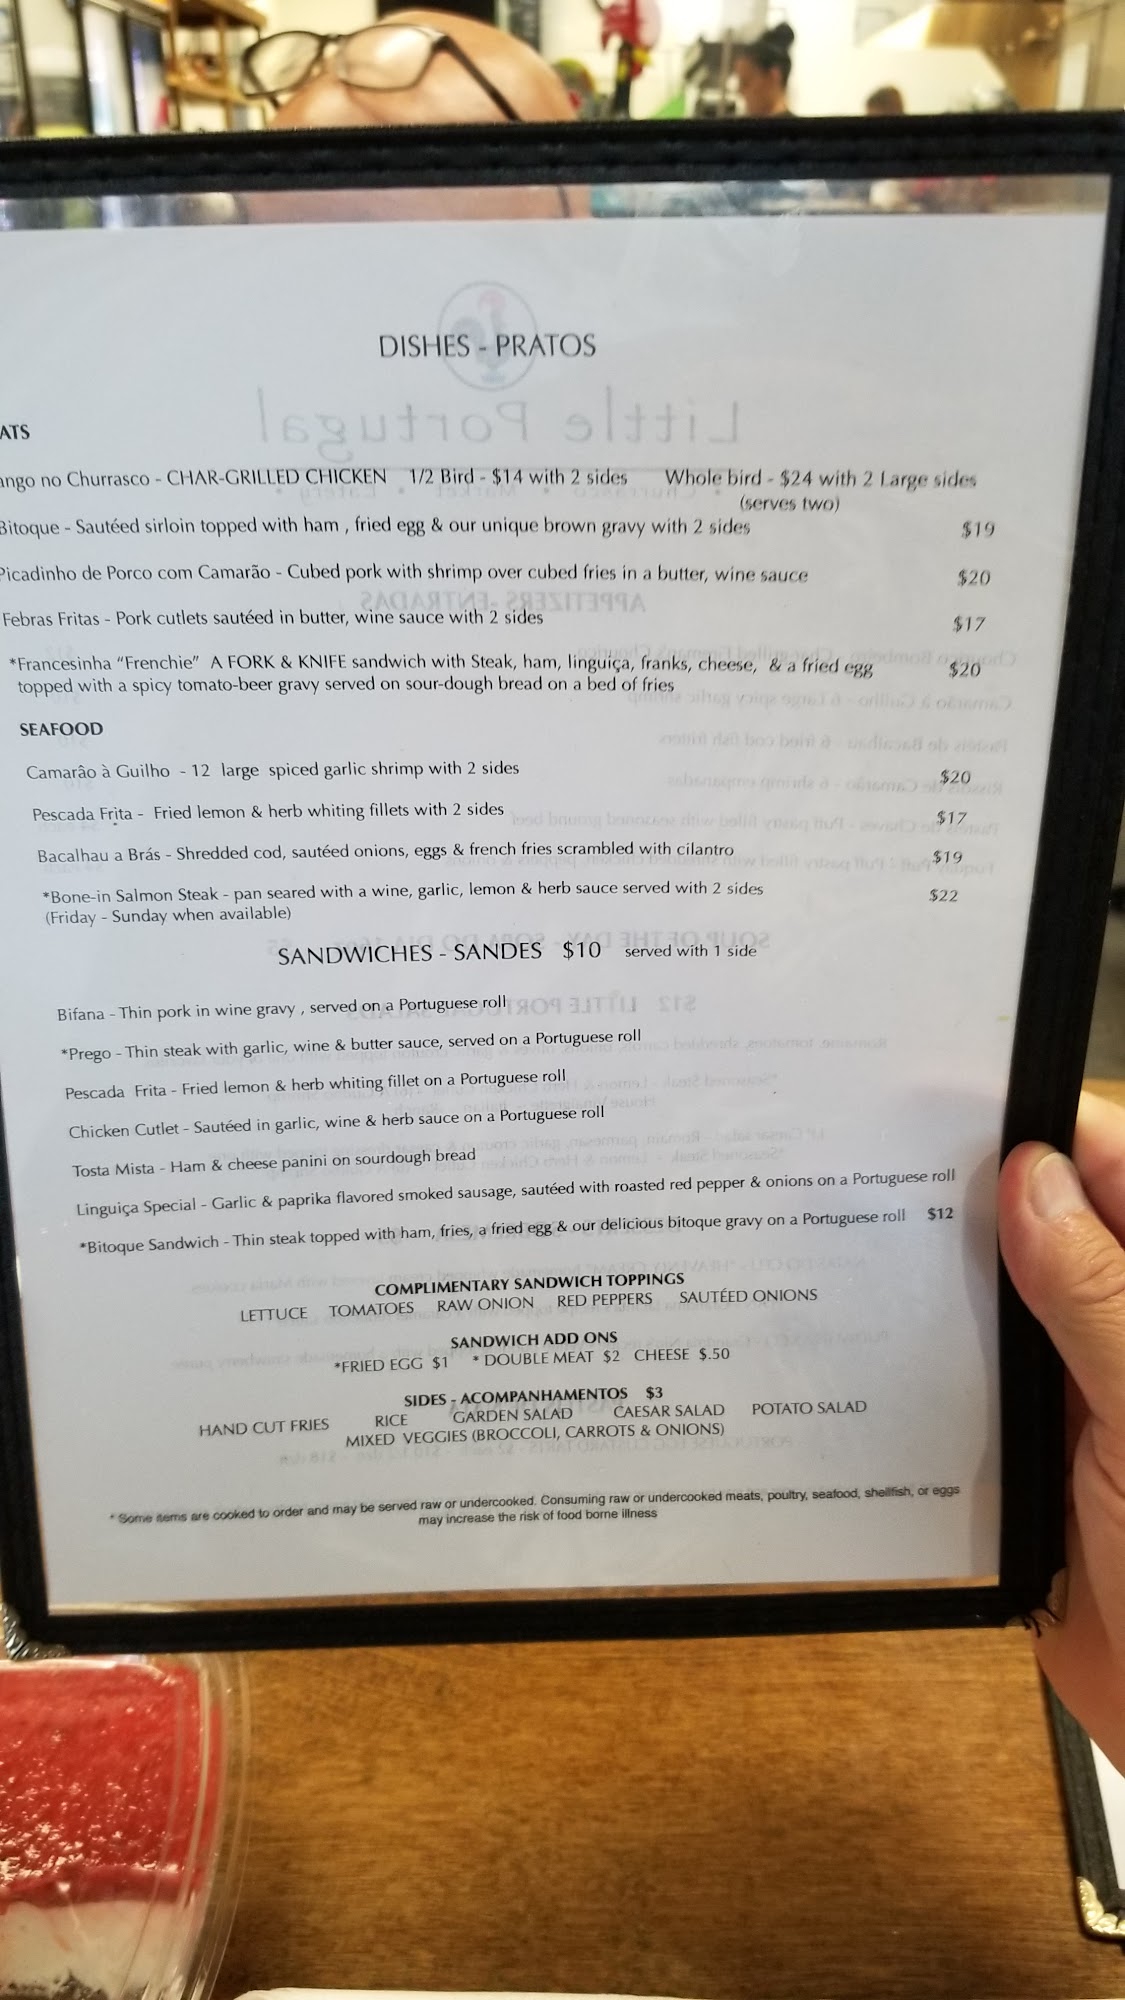 DISHES - PRATOS
Little Portugal
ATS
ango no Churrasco - CHAR-GRILLED CHICKEN 1/2 Bird - $14 with 2 sides Whole bird - $24 with 2 Large sides
(serves two)
Bitoque - Sautéed sirloin topped with ham , fried egg & our unique brown gravy with 2 sides $19
Picadinho de Porco com Camarão - Cubed pork with shrimp over cubed fries in a butter, wine sauce $20
APPETIZERS -ENTRADAS
Febras Fritas - Pork cutlets sautéed in butter, wine sauce with 2 sides $17
*Francesinha "Frenchie" A FORK & KNIFE sandwich with Steak, ham, linguiça, franks, cheese, & a fried egg $20
topped with a spicy tomato-beer gravy served on sour-dough bread on a bed of fries
SEAFOOD
Camarâo à Guilho - 12 large spiced garlic shrimp with 2 sides $20
Pescada Frita - Fried lemon & herb whiting fillets with 2 sides $17
Bacalhau a Brás - Shredded cod, sautéed onions, eggs & french fries scrambled with cilantro $19
*Bone-in Salmon Steak - pan seared with a wine, garlic, lemon & herb sauce served with 2 sides $22
(Friday - Sunday when available)
SANDWICHES - SANDES $10 served with 1 side
Bifana - Thin pork in wine gravy , served on a Portuguese roll
*Prego - Thin steak with garlic, wine & butter sauce, served on a Portuguese roll
Pescada Frita - Fried lemon & herb whiting fillet on a Portuguese roll
Chicken Cutlet - Sautéed in garlic, wine & herb sauce on a Portuguese roll
Tosta Mista - Ham & cheese panini on sourdough bread
Linguiça Special - Garlic & paprika flavored smoked sausage, sautéed with roasted red pepper & onions on a Portuguese roll
*Bitoque Sandwich - Thin steak topped with ham, fries, a fried egg & our delicious bitoque gravy on a Portuguese roll $12
COMPLIMENTARY SANDWICH TOPPINGS
LETTUCE TOMATOES RAW ONION RED PEPPERS SAUTÉED ONIONS
SANDWICH ADD ONS
*FRIED EGG $1 * DOUBLE MEAT $2 CHEESE $.50
SIDES - ACOMPANHAMENTOS $3
HAND CUT FRIES RICE GARDEN SALAD CAESAR SALAD POTATO SALAD
MIXED VEGGIES (BROCCOLI, CARROTS & ONIONS)
* Some items are cooked to order and may be served raw or undercooked. Consuming raw or undercooked meats, poultry, seafood, shellfish, or eggs
may increase the risk of food borne illness